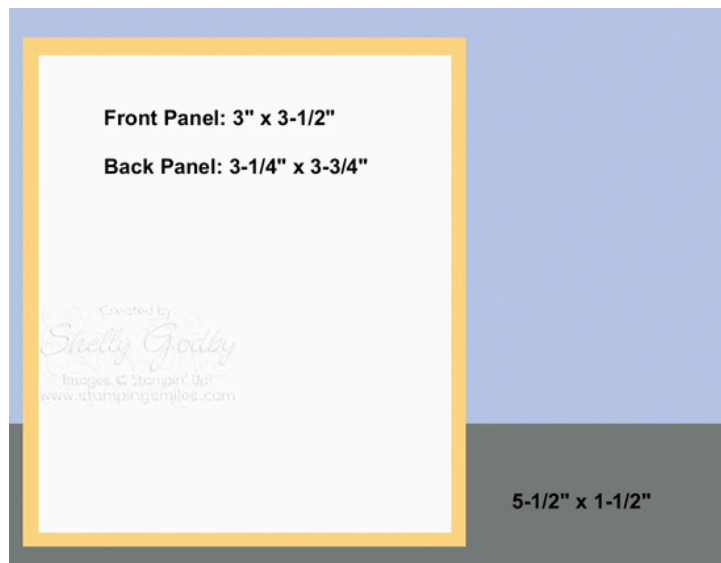 Front Panel: 3" x 3-1/2"
Back Panel: 3-1/4" x 3-3/4"
Created by:
Shelly Godby
Images © Stampin' Up!
www.stampingsmiles.com
5-1/2" x 1-1/2"